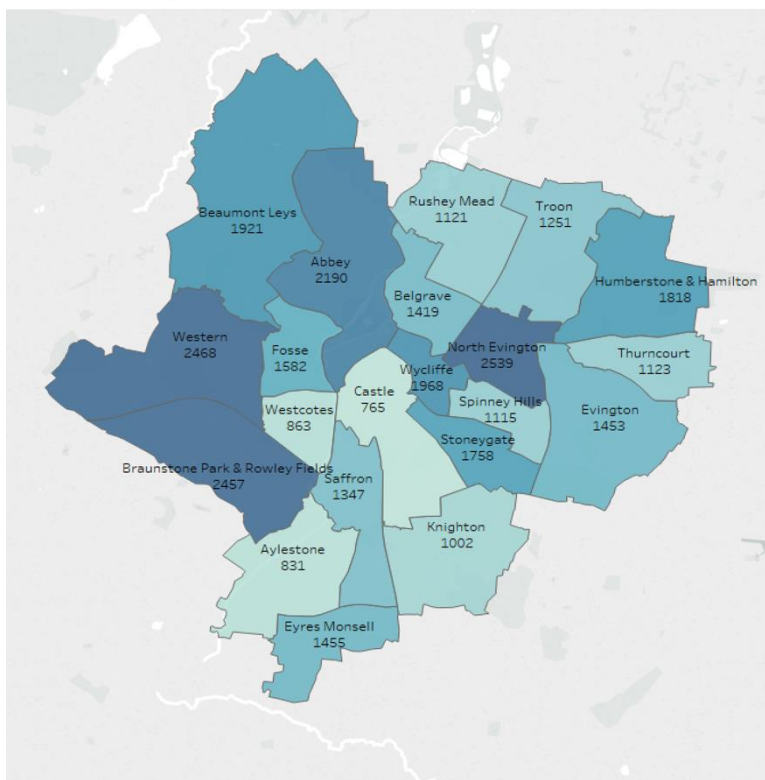 Rushey Mead
1121
Troon
1251
Beaumont Leys
1921
Abbey
2190
Humberstone & Hamilton
1818
Belgrave
1419
Western
2468
Fosse
1582
North Evington
2539
Thurncourt
1123
Wycliffe
1968
Castle
765
Spinney Hills
1115
Westcotes
863
Evington
1453
Stoneygate
1758
Braunstone Park & Rowley Fields
2457
Saffron
1347
Knighton
1002
Aylestone
831
Eyres Monsell
1455